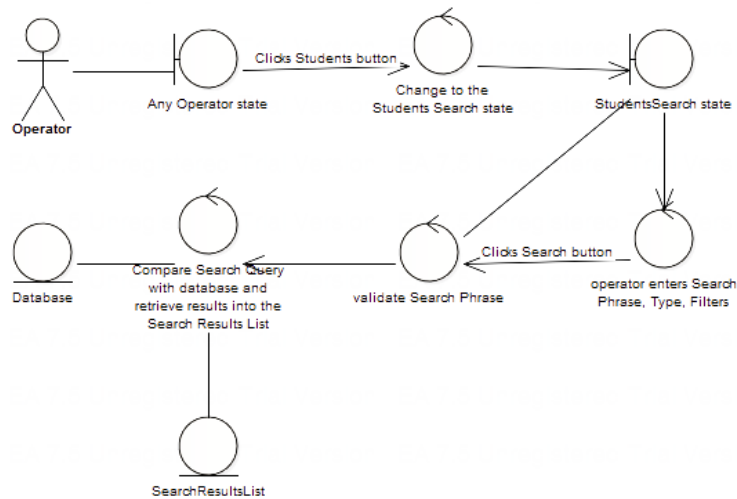 Clicks Students button
Any Operator state
Change to the
Students Search state
StudentsSearch state
Operator
Clicks Search button
Database
Compare Search Query
with database and
retrieve results into the
Search Results List
validate Search Phrase
operator enters Search
Phrase, Type, Filters
SearchResultsList